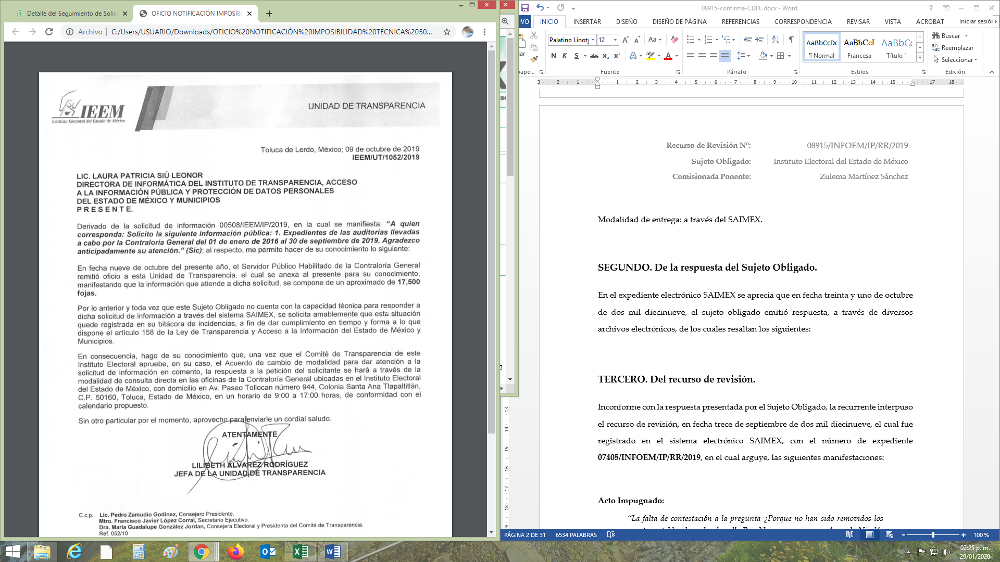 Detalle del Seguimiento de Solici
OFICIO NOTIFICACIÓN IMPOSIBI
Archivo
C:/Users/USUARIO/Downloads/OFICIO%20NOTIFICACIÓN%20IMPOSIBILIDAD%20TÉCNICA%2050...
IEEM
Instituto Electoral del Estado de México
UNIDAD DE TRANSPARENCIA
Toluca de Lerdo, México; 09 de octubre de 2019
IEEM/UT/1052/2019
LIC. LAURA PATRICIA SIÚ LEONOR
DIRECTORA DE INFORMÁTICA DEL INSTITUTO DE TRANSPARENCIA, ACCESO
A LA INFORMACIÓN PÚBLICA Y PROTECCIÓN DE DATOS PERSONALES
DEL ESTADO DE MÉXICO Y MUNICIPIOS
P R E S E N T E.
Derivado de la solicitud de información 00508/IEEM/IP/2019, en la cual se manifiesta: “A quien
corresponda: Solicito la siguiente información pública: 1. Expedientes de las auditorías llevadas
a cabo por la Contraloría General del 01 de enero de 2016 al 30 de septiembre de 2019. Agradezco
anticipadamente su atención.” (Sic); al respecto, me permito hacer de su conocimiento lo siguiente:
En fecha nueve de octubre del presente año, el Servidor Público Habilitado de la Contraloría General
remitió oficio a esta Unidad de Transparencia, el cual se anexa al presente para su conocimiento,
manifestando que la información que atiende a dicha solicitud, se compone de un aproximado de 17,500
fojas.
Por lo anterior y toda vez que este Sujeto Obligado no cuenta con la capacidad técnica para responder a
dicha solicitud de información a través del sistema SAIMEX, se solicita amablemente que esta situación
quede registrada en su bitácora de incidencias, a fin de dar cumplimiento en tiempo y forma a lo que
dispone el artículo 158 de la Ley de Transparencia y Acceso a la Información del Estado de México y
Municipios.
En consecuencia, hago de su conocimiento que, una vez que el Comité de Transparencia de este
Instituto Electoral apruebe, en su caso, el Acuerdo de cambio de modalidad para dar atención a la
solicitud de información en comento, la respuesta a la petición del solicitante se hará a través de la
modalidad de consulta directa en las oficinas de la Contraloría General ubicadas en el Instituto Electoral
del Estado de México, con domicilio en Av. Paseo Tollocan número 944, Colonia Santa Ana Tlapaltitlán,
C.P. 50160, Toluca, Estado de México, en un horario de 9:00 a 17:00 horas, de conformidad con el
calendario propuesto.
Sin otro particular por el momento, aprovecho para enviarle un cordial saludo.
ATENTAMENTE
LILIBETH ÁLVAREZ RODRÍGUEZ
JEFA DE LA UNIDAD DE TRANSPARENCIA
C.c.p. Lic. Pedro Zamudio Godínez, Consejero Presidente.
Mtro. Francisco Javier López Corral, Secretario Ejecutivo.
Dra. María Guadalupe González Jordan, Consejera Electoral y Presidenta del Comité de Transparencia.
Ref. 052/10
08915-confirma-CDFE.docx - Word
INICIO INSERTAR DISEÑO DISEÑO DE PÁGINA REFERENCIAS CORRESPONDENCIA REVISAR VISTA ACROBAT Iniciar sesión
Palatino Linoty 12
N K S abc x₂ x²
AaBbCcDc AaBbCcI AaBbCc
¶ Normal Francesa Título 1
Buscar
Reemplazar
Seleccionar
Fuente Párrafo Estilos Edición
3 2 1 1 2 3 4 5 6 7 8 9 10 11 12 13 14 15 17 18
Recurso de Revisión N°: 08915/INFOEM/IP/RR/2019
Sujeto Obligado: Instituto Electoral del Estado de México
Comisionada Ponente: Zulema Martínez Sánchez
Modalidad de entrega: a través del SAIMEX.
SEGUNDO. De la respuesta del Sujeto Obligado.
En el expediente electrónico SAIMEX se aprecia que en fecha treinta y uno de octubre
de dos mil diecinueve, el sujeto obligado emitió respuesta, a través de diversos
archivos electrónicos, de los cuales resaltan los siguientes:
TERCERO. Del recurso de revisión.
Inconforme con la respuesta presentada por el Sujeto Obligado, la recurrente interpuso
el recurso de revisión, en fecha trece de septiembre de dos mil diecinueve, el cual fue
registrado en el sistema electrónico SAIMEX, con el número de expediente
07405/INFOEM/IP/RR/2019, en el cual arguye, las siguientes manifestaciones:
Acto Impugnado:
“La falta de contestación a la pregunta ¿Porque no han sido removidos los
PÁGINA 2 DE 31 6534 PALABRAS 100 %
02:25 p. m.
29/01/2020